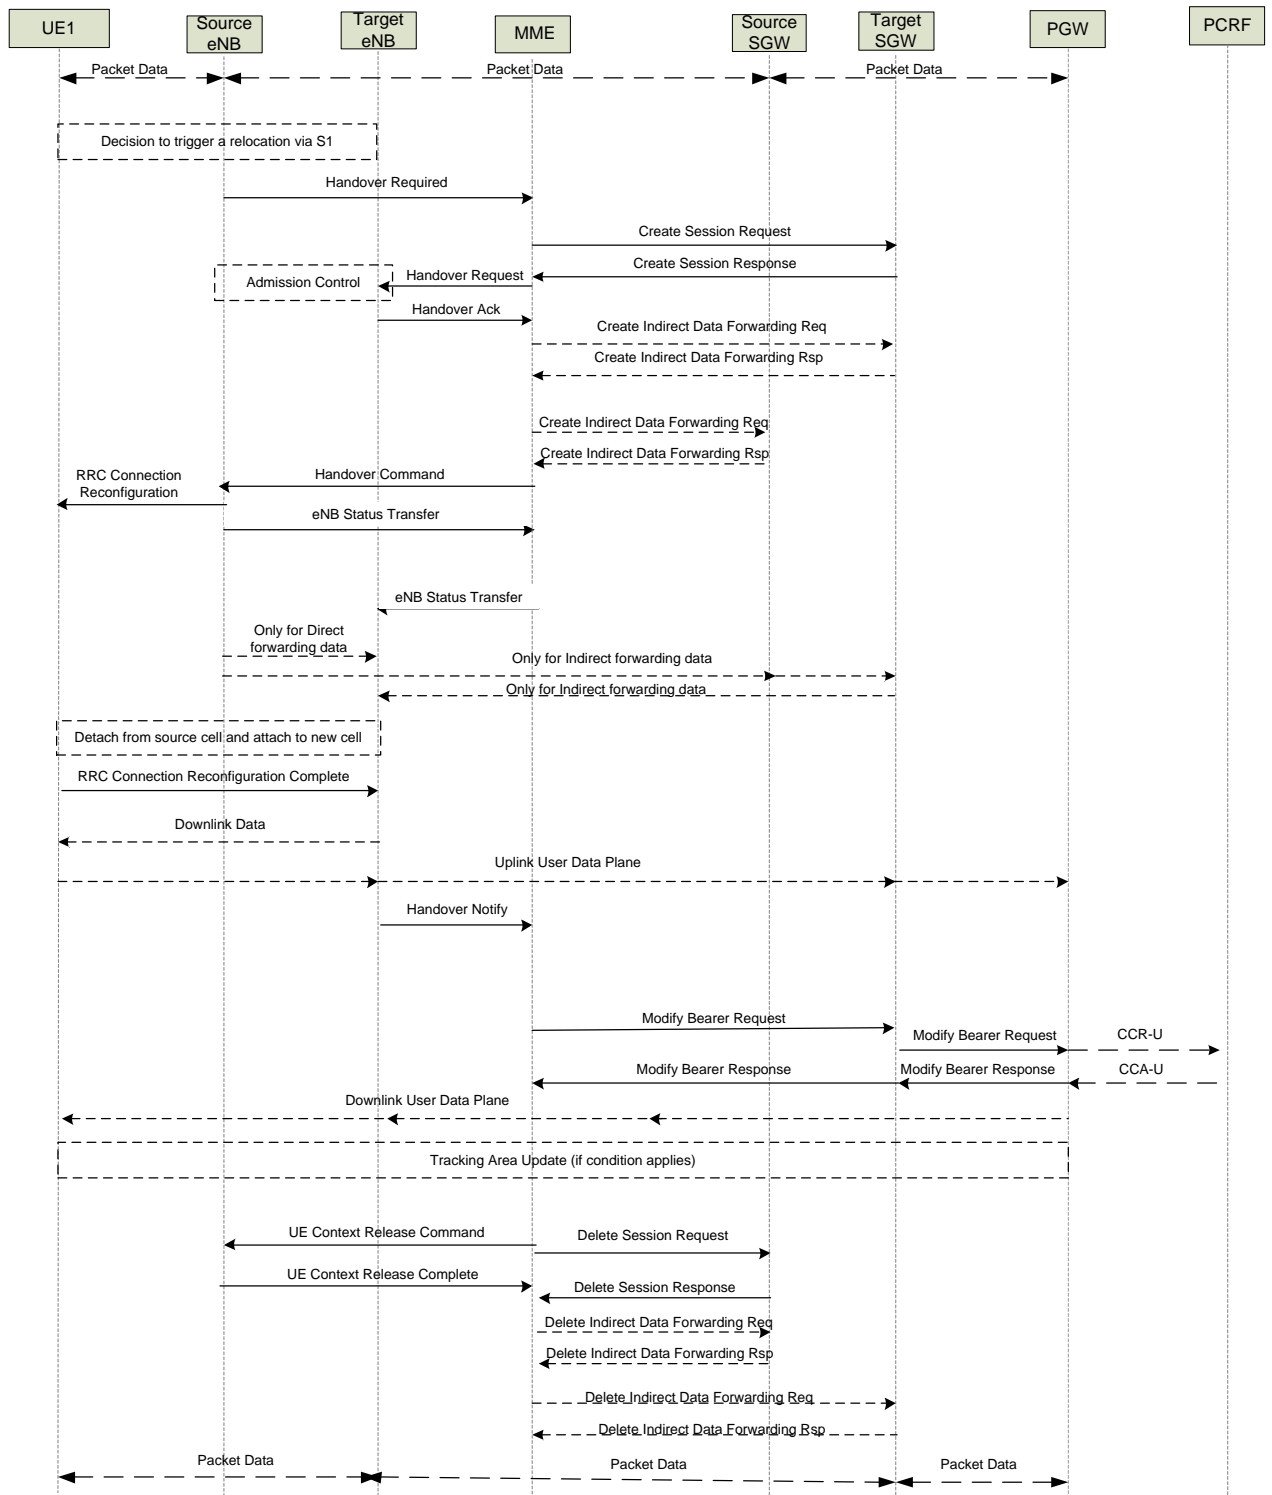 UE1
Source
eNB
Target
eNB
MME
Source
SGW
Target
SGW
PGW
PCRF
Packet Data
Packet Data
Packet Data
Decision to trigger a relocation via S1
Handover Required
Create Session Request
Create Session Response
Admission Control
Handover Request
Handover Ack
Create Indirect Data Forwarding Req
Create Indirect Data Forwarding Rsp
Create Indirect Data Forwarding Req
Create Indirect Data Forwarding Rsp
RRC Connection
Reconfiguration
Handover Command
eNB Status Transfer
eNB Status Transfer
Only for Direct
forwarding data
Only for Indirect forwarding data
Only for Indirect forwarding data
Detach from source cell and attach to new cell
RRC Connection Reconfiguration Complete
Downlink Data
Uplink User Data Plane
Handover Notify
Modify Bearer Request
Modify Bearer Request
CCR-U
Modify Bearer Response
Modify Bearer Response
CCA-U
Downlink User Data Plane
Tracking Area Update (if condition applies)
UE Context Release Command
Delete Session Request
UE Context Release Complete
Delete Session Response
Delete Indirect Data Forwarding Req
Delete Indirect Data Forwarding Rsp
Delete Indirect Data Forwarding Req
Delete Indirect Data Forwarding Rsp
Packet Data
Packet Data
Packet Data